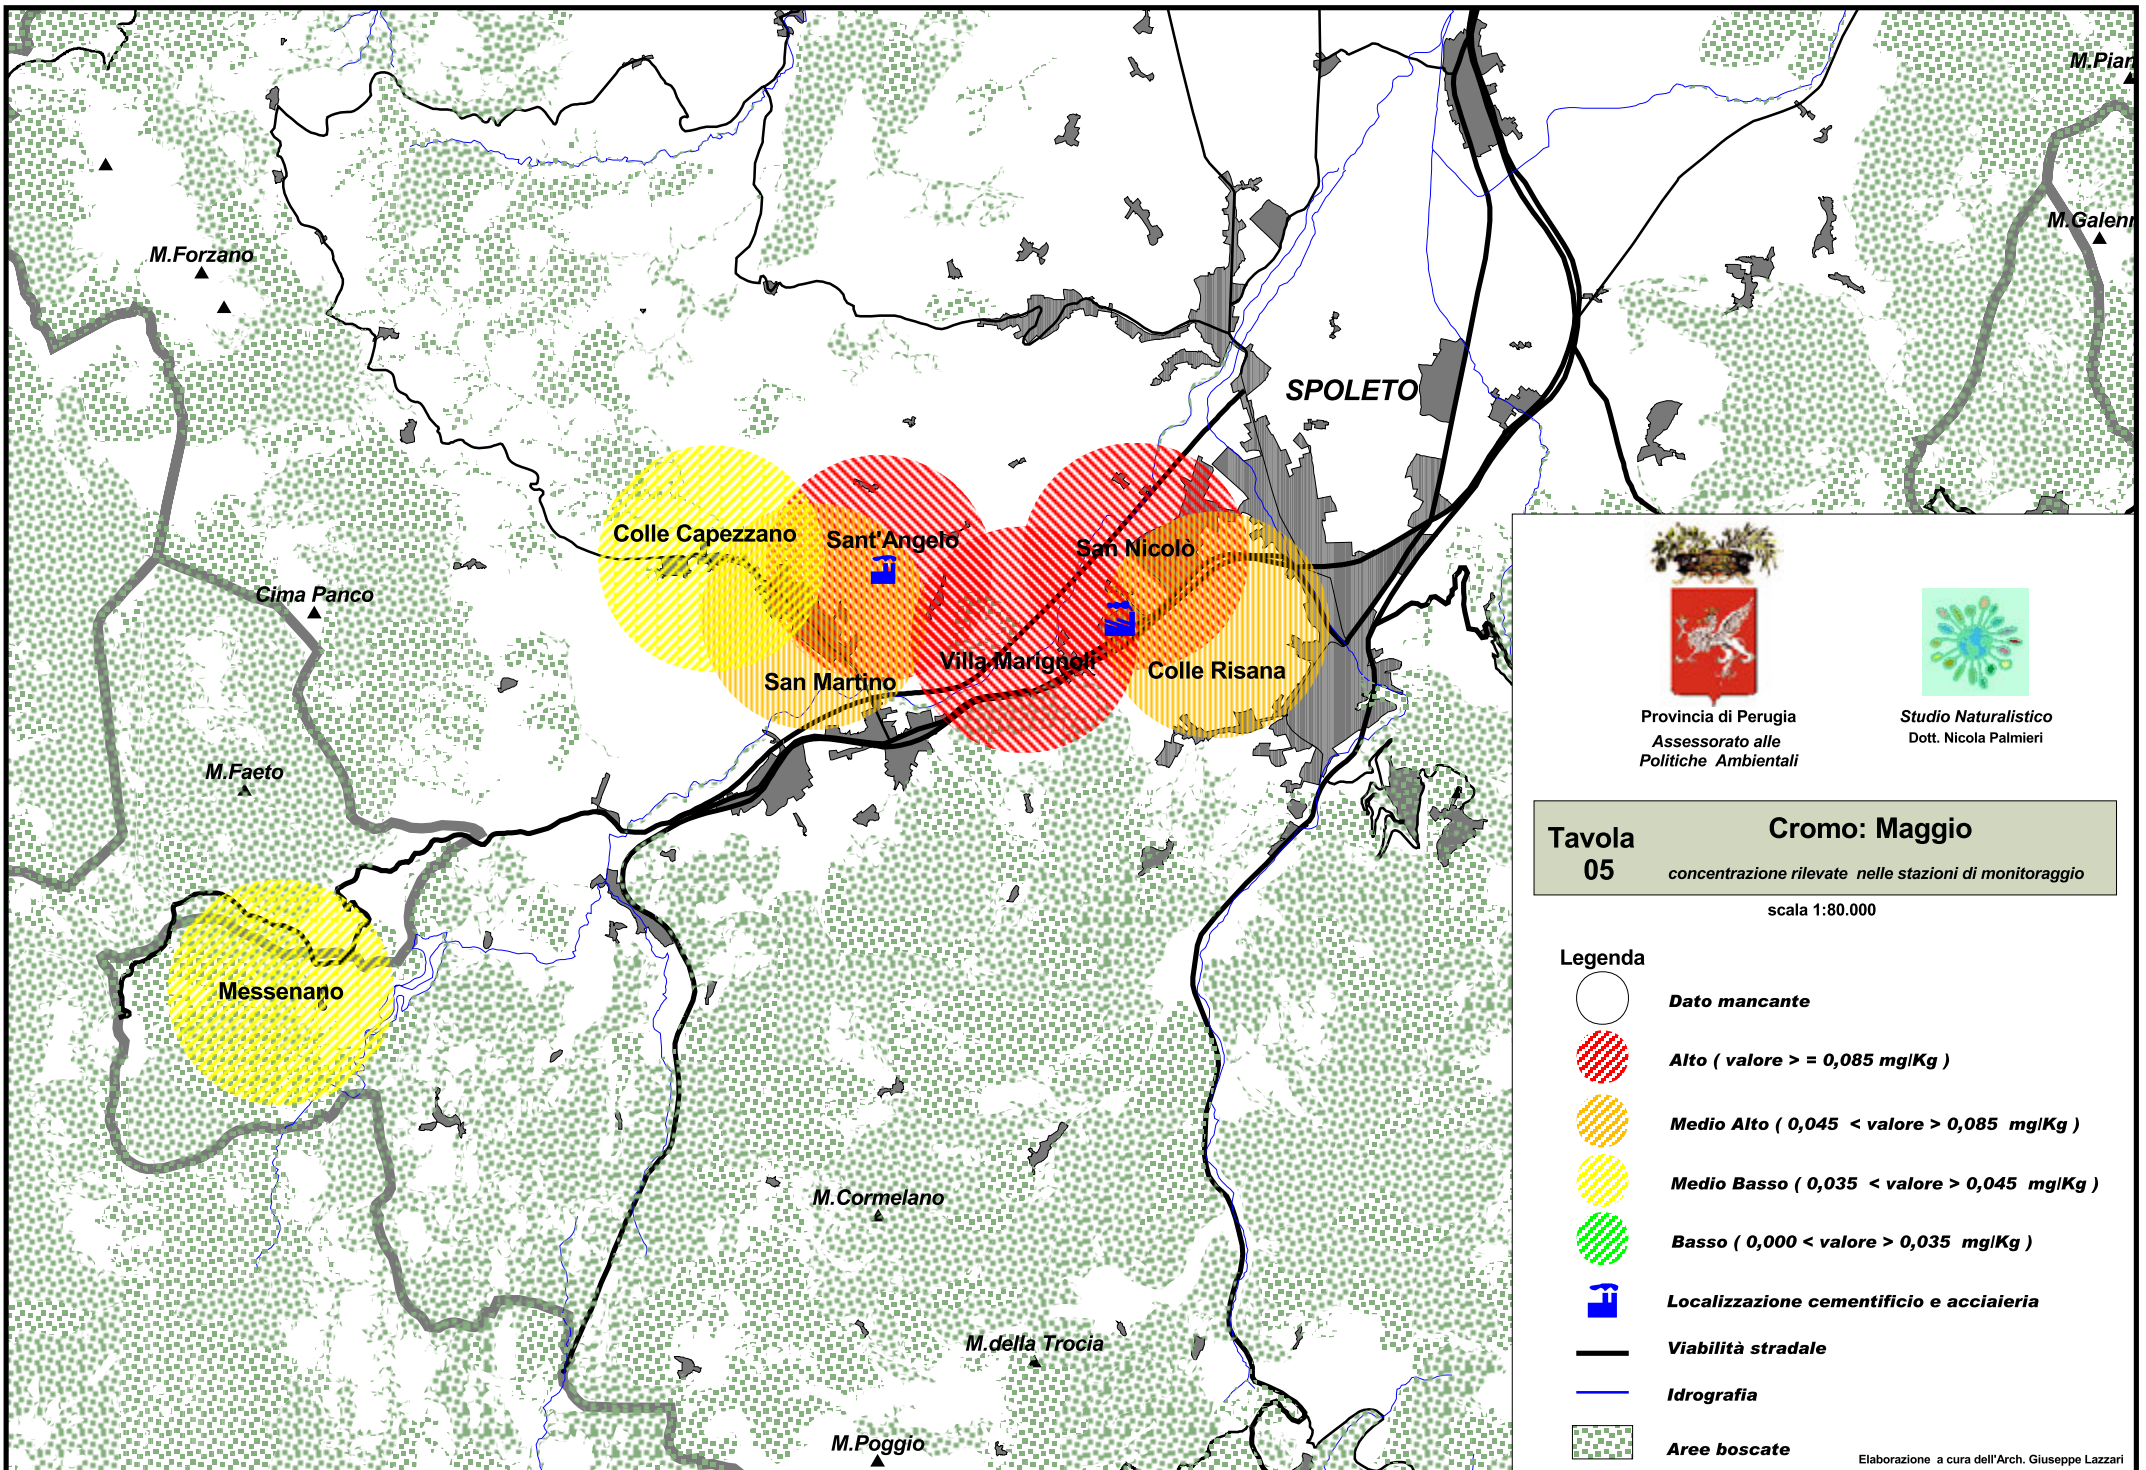 M.Pian
M.Galenn
M.Forzano
SPOLETO
Colle Capezzano
Sant'Angelo
San Nicolò
Cima Panco
Villa Marignoli
Colle Risana
San Martino
M.Faeto
Messenano
M.Cormelano
M.della Trocia
M.Poggio
Provincia di Perugia
Assessorato alle
Politiche Ambientali
Studio Naturalistico
Dott. Nicola Palmieri
Tavola
05
Cromo: Maggio
concentrazione rilevate nelle stazioni di monitoraggio
scala 1:80.000
Legenda
Dato mancante
Alto ( valore > = 0,085 mg/Kg )
Medio Alto ( 0,045 < valore > 0,085 mg/Kg )
Medio Basso ( 0,035 < valore > 0,045 mg/Kg )
Basso ( 0,000 < valore > 0,035 mg/Kg )
Localizzazione cementificio e acciaieria
Viabilità stradale
Idrografia
Aree boscate
Elaborazione a cura dell'Arch. Giuseppe Lazzari